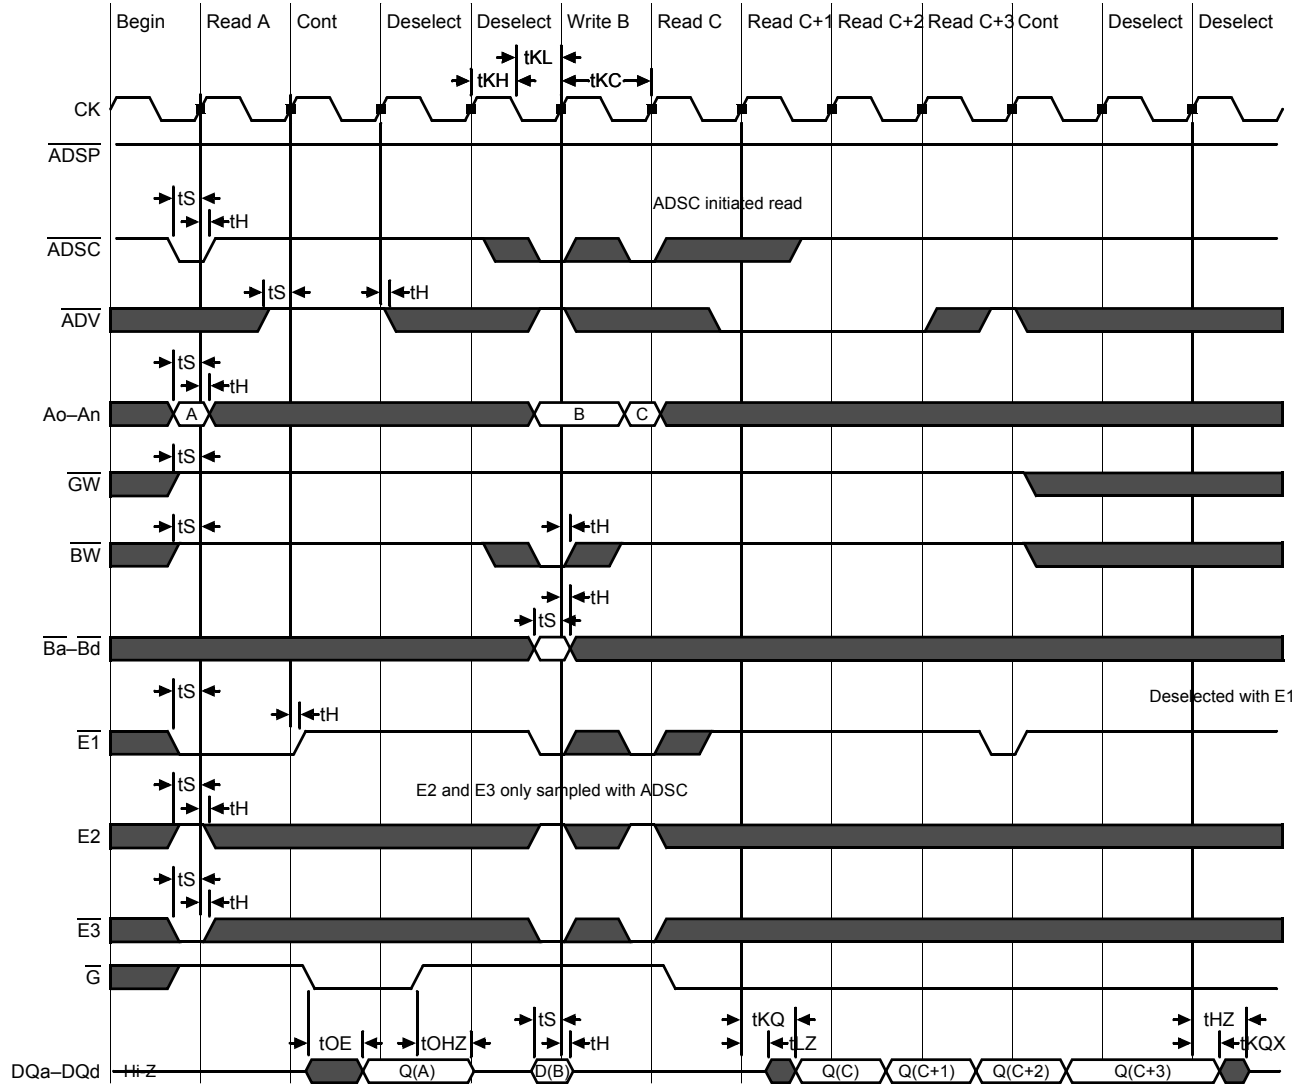 Begin Read A Cont Deselect Deselect Write B Read C Read C+1 Read C+2 Read C+3 Cont Deselect Deselect
tKL
tKH tKC
CK
ADSP
tS
ADSC initiated read
tH
ADSC
tS tH
ADV
tS
tH
Ao–An A B C
tS
GW
tS tH
BW
tH
tS
Ba–Bd
tS
Deselected with E1
tH
E1
tS
E2 and E3 only sampled with ADSC
tH
E2
tS
tH
E3
G
tS tKQ tHZ
tOE tOHZ tH tLZ tKQX
DQa–DQd Hi-Z Q(A) D(B) Q(C) Q(C+1) Q(C+2) Q(C+3)